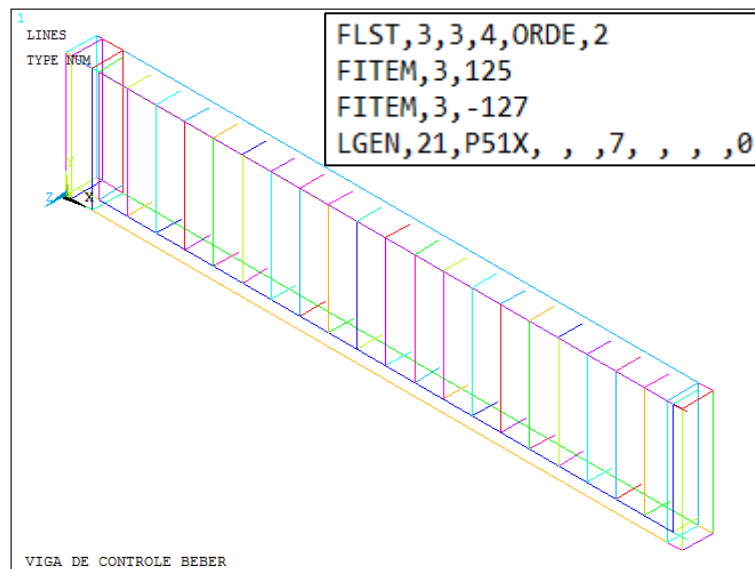 1
LINES
TYPE NUM
FLST,3,3,4,ORDE,2
FITEM,3,125
FITEM,3,-127
LGEN,21,P51X, , ,7, , , , ,0
Y
Z X
VIGA DE CONTROLE BEBER